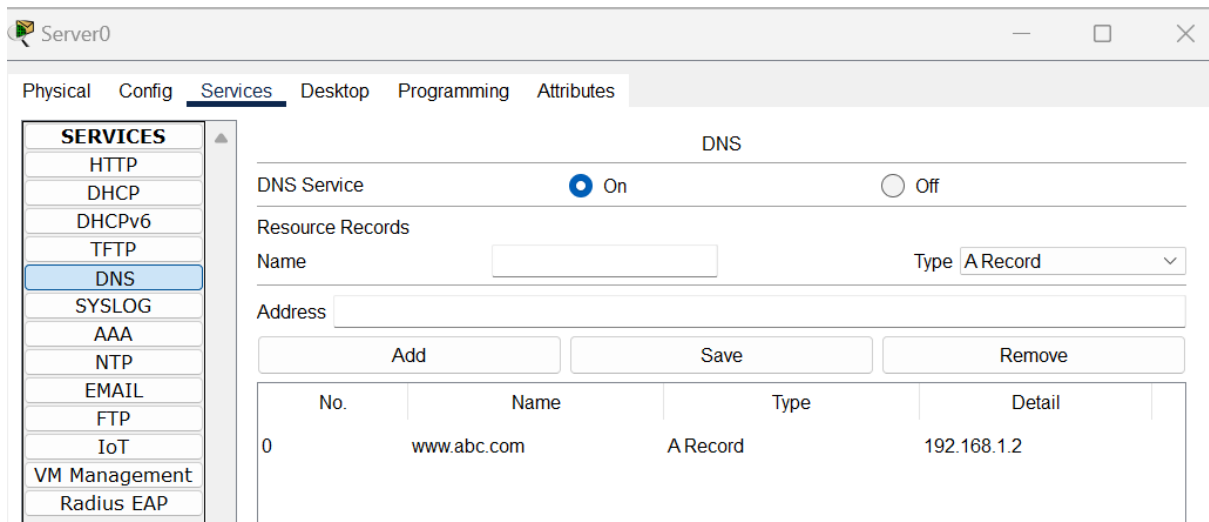 Server0
Physical Config Services Desktop Programming Attributes
SERVICES
HTTP
DHCP
DHCPv6
TFTP
DNS
SYSLOG
AAA
NTP
EMAIL
FTP
IoT
VM Management
Radius EAP
DNS
DNS Service On Off
Resource Records
Name Type A Record
Address
Add Save Remove
No. Name Type Detail
0 www.abc.com A Record 192.168.1.2